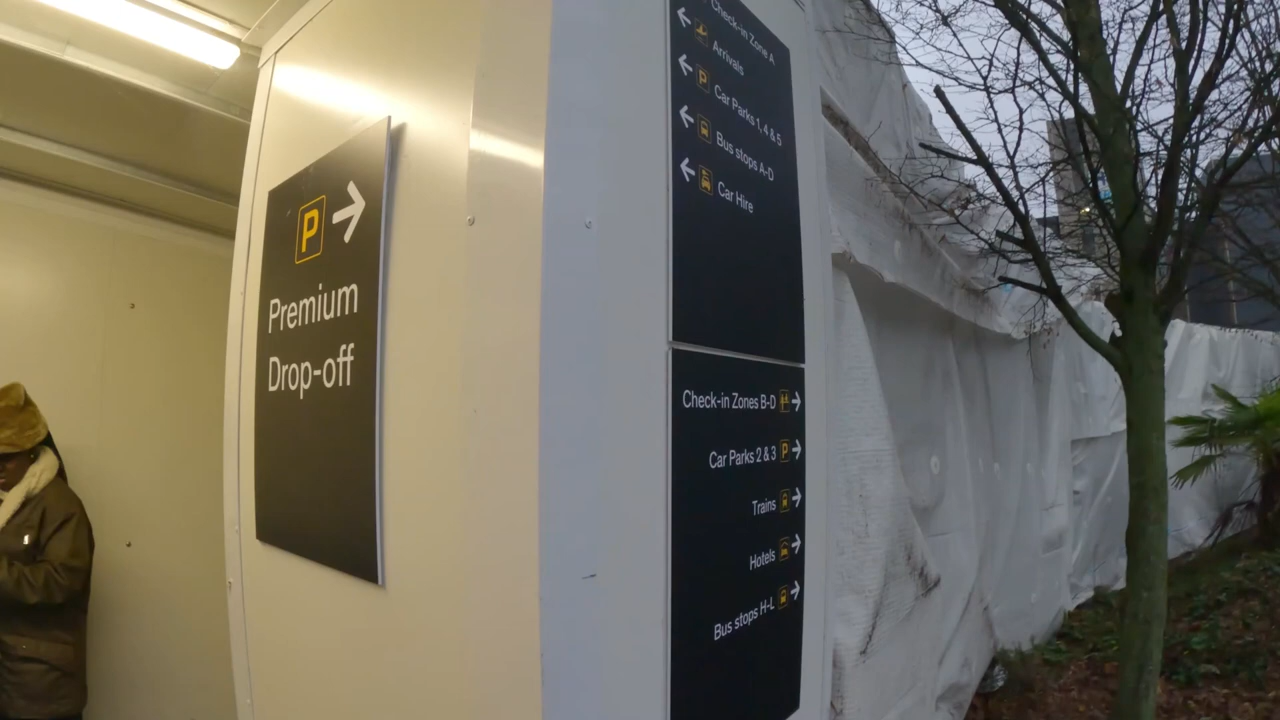 P
Premium
Drop-off
Check-in Zone A
Arrivals
P Car Parks 1, 4 & 5
Bus stops A-D
Car Hire
Check-in Zones B-D
Car Parks 2 & 3 P
Trains
Hotels
Bus stops H-L